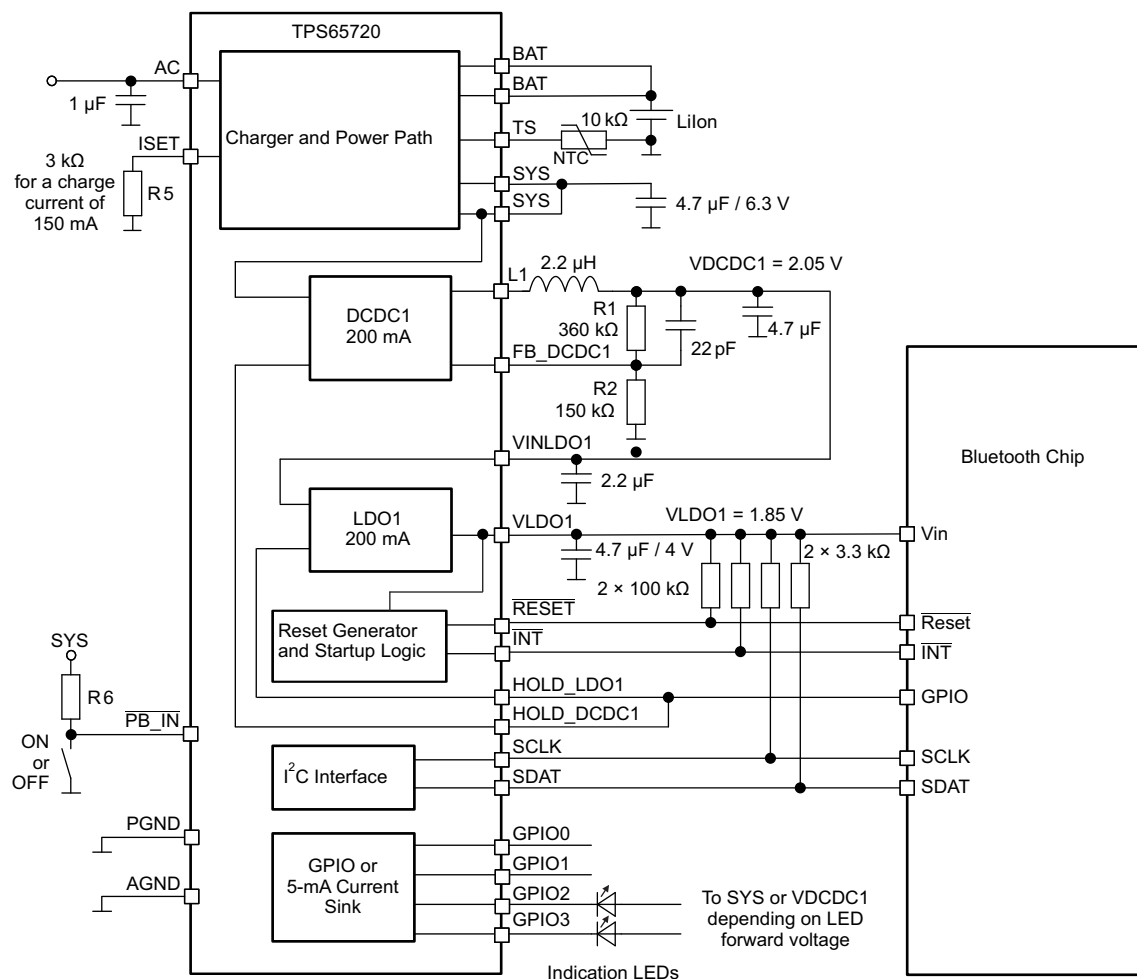 TPS65720
AC
1 µF
ISET
3 kΩ
for a charge
current of
150 mA
R5
Charger and Power Path
BAT
BAT
TS
10 kΩ
NTC
LiIon
SYS
SYS
4.7 µF / 6.3 V
L1
2.2 µH
VDCDC1 = 2.05 V
DCDC1
200 mA
R1
360 kΩ
22 pF
4.7 µF
FB_DCDC1
R2
150 kΩ
VINLDO1
2.2 µF
Bluetooth Chip
LDO1
200 mA
VLDO1
VLDO1 = 1.85 V
4.7 µF / 4 V
2 × 100 kΩ
2 × 3.3 kΩ
Vin
Reset Generator
and Startup Logic
RESET
INT
Reset
INT
HOLD_LDO1
HOLD_DCDC1
GPIO
SYS
R6
PB_IN
ON
or
OFF
I2C Interface
SCLK
SDAT
SCLK
SDAT
PGND
AGND
GPIO or
5-mA Current
Sink
GPIO0
GPIO1
GPIO2
GPIO3
To SYS or VDCDC1
depending on LED
forward voltage
Indication LEDs